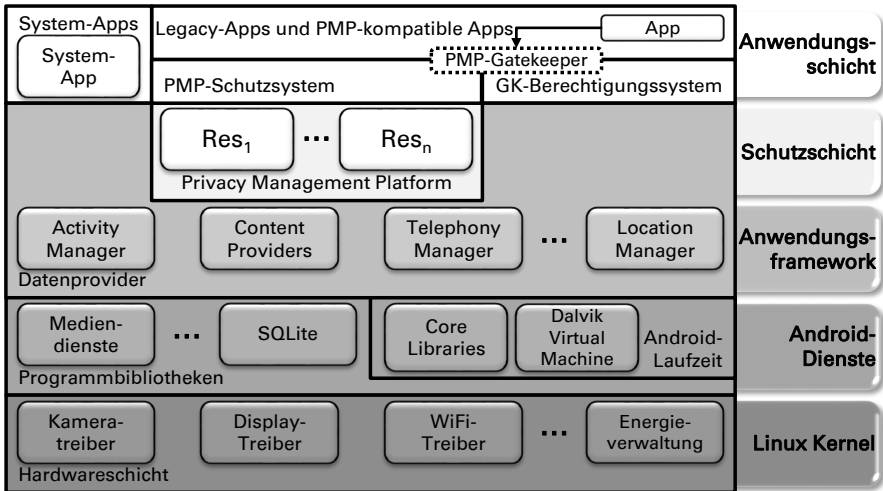 System-Apps
System-
App
Legacy-Apps und PMP-kompatible Apps
App
PMP-Gatekeeper
PMP-Schutzsystem
GK-Berechtigungssystem
Anwendungs-
schicht
Res1
...
Resn
Privacy Management Platform
Schutzschicht
Activity
Manager
Content
Providers
Telephony
Manager
...
Location
Manager
Datenprovider
Anwendungs-
framework
Medien-
dienste
...
SQLite
Programmbibliotheken
Core
Libraries
Dalvik
Virtual
Machine
Android-
Laufzeit
Android-
Dienste
Kamera-
treiber
Display-
Treiber
WiFi-
Treiber
...
Energie-
verwaltung
Hardwareschicht
Linux Kernel